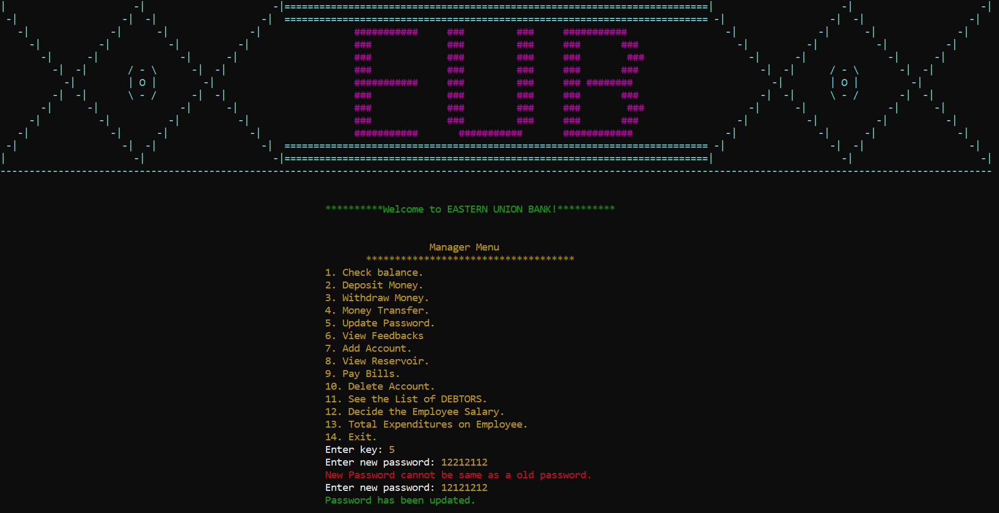 EUB
**********Welcome to EASTERN UNION BANK!**********
Manager Menu
************************************
1. Check balance.
2. Deposit Money.
3. Withdraw Money.
4. Money Transfer.
5. Update Password.
6. View Feedbacks
7. Add Account.
8. View Reservoir.
9. Pay Bills.
10. Delete Account.
11. See the List of DEBTORS.
12. Decide the Employee Salary.
13. Total Expenditures on Employee.
14. Exit.
Enter key: 5
Enter new password: 12212112
New Password cannot be same as a old password.
Enter new password: 12121212
Password has been updated.